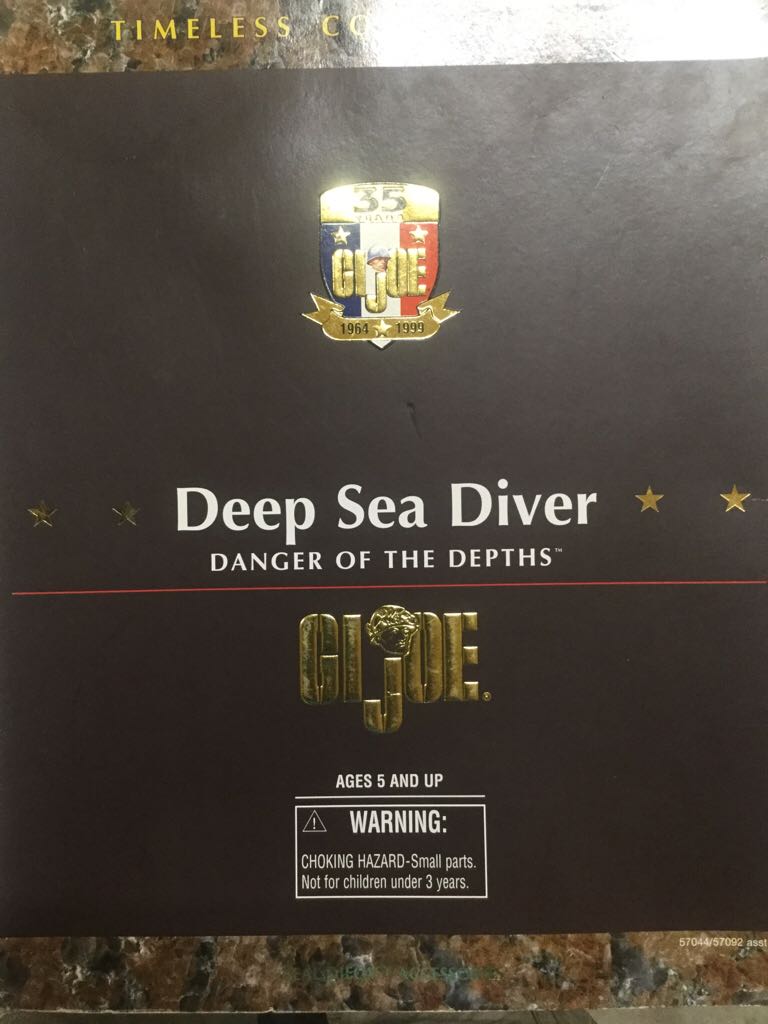 TIMELESS CO
35
YEARS
GI JOE
1964 1999
Deep Sea Diver
DANGER OF THE DEPTHS™
GI JOE®
AGES 5 AND UP
WARNING:
CHOKING HAZARD-Small parts.
Not for children under 3 years.
57044/57092 asst